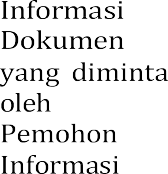 Informasi
Dokumen
yang diminta
oleh
Pemohon
Informasi